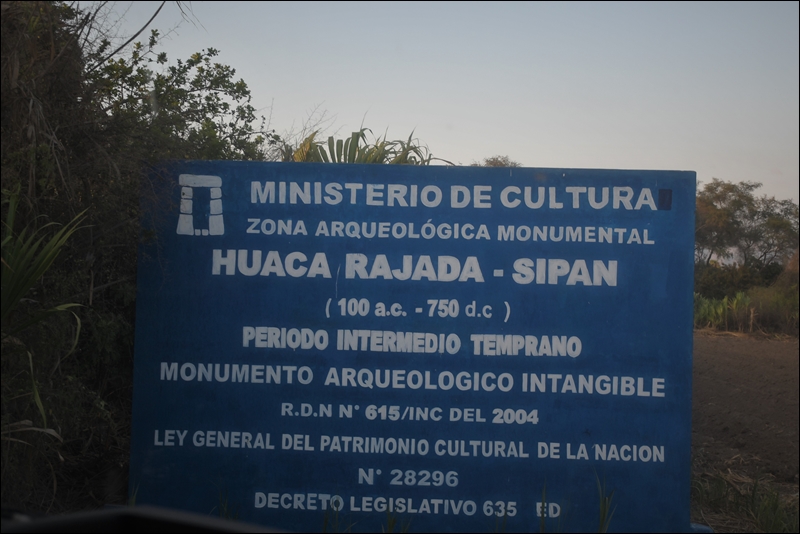 MINISTERIO DE CULTURA
ZONA ARQUEOLÓGICA MONUMENTAL
HUACA RAJADA - SIPAN
( 100 a.c. - 750 d.c )
PERIODO INTERMEDIO TEMPRANO
MONUMENTO ARQUEOLOGICO INTANGIBLE
R.D.N N° 615/INC DEL 2004
LEY GENERAL DEL PATRIMONIO CULTURAL DE LA NACION
N° 28296
DECRETO LEGISLATIVO 635 ED